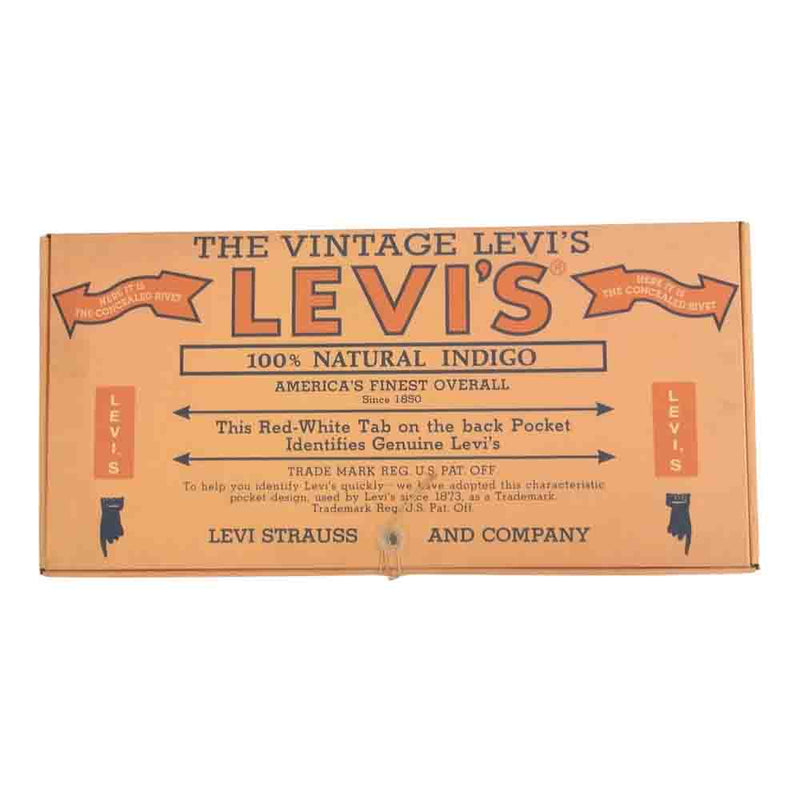 THE VINTAGE LEVI'S
LEVI'S®
HERE IT IS
THE CONCEALED RIVET
HERE IT IS
THE CONCEALED RIVET
100% NATURAL INDIGO
AMERICA'S FINEST OVERALL
Since 1850
LEVI'S
LEVI'S
This Red-White Tab on the back Pocket
Identifies Genuine Levi's
TRADE MARK REG. U.S. PAT. OFF
To help you identify Levi's quickly—we have adopted this characteristic
pocket design, used by Levi's since 1873, as a Trademark.
Trademark Reg. U.S. Pat. Off.
LEVI STRAUSS AND COMPANY